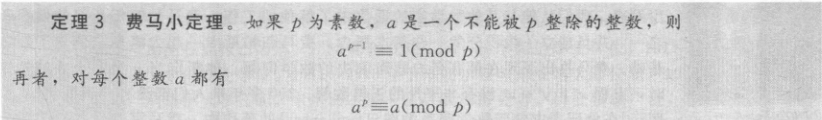 定理3 费马小定理。如果 p 为素数，a 是一个不能被 p 整除的整数，则
a^{p-1} ≡ 1(mod p)
再者，对每个整数 a 都有
a^p≡a(mod p)